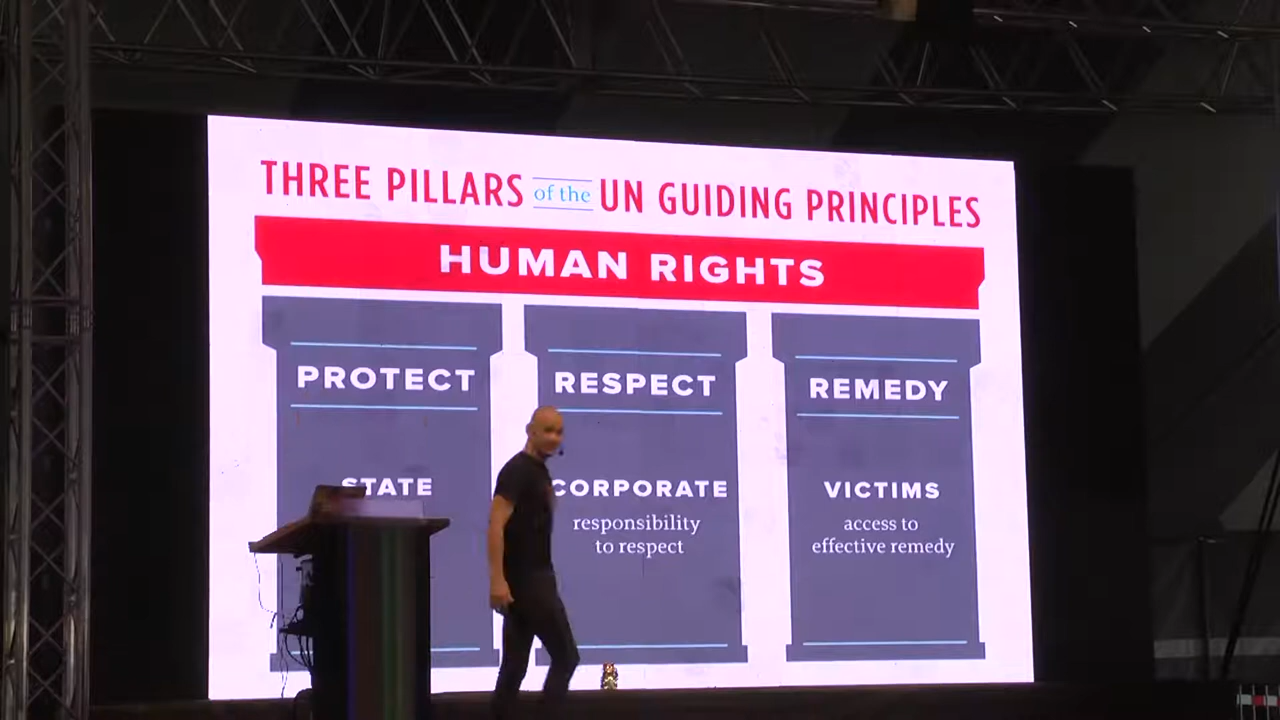 THREE PILLARS of the UN GUIDING PRINCIPLES
HUMAN RIGHTS
PROTECT
STATE
RESPECT
CORPORATE
responsibility
to respect
REMEDY
VICTIMS
access to
effective remedy